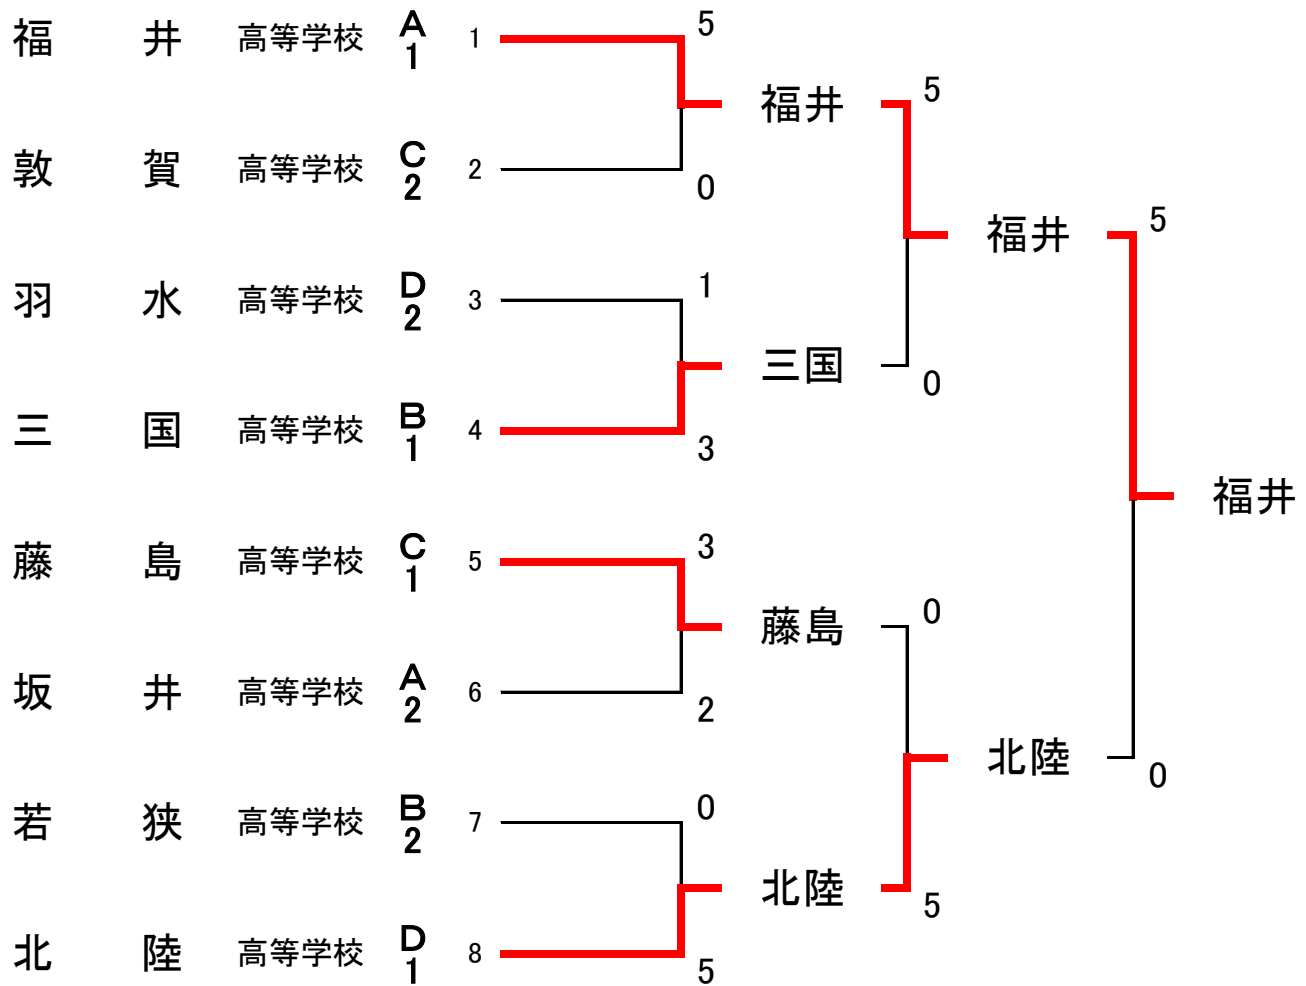 福井 高等学校 A1 1 5
福井 5
敦賀 高等学校 C2 2 0
福井 5
羽水 高等学校 D2 3 1
三国 0
三国 高等学校 B1 4 3
福井
藤島 高等学校 C1 5 3
藤島 0
坂井 高等学校 A2 6 2
北陸 0
若狭 高等学校 B2 7 0
北陸 5
北陸 高等学校 D1 8 5